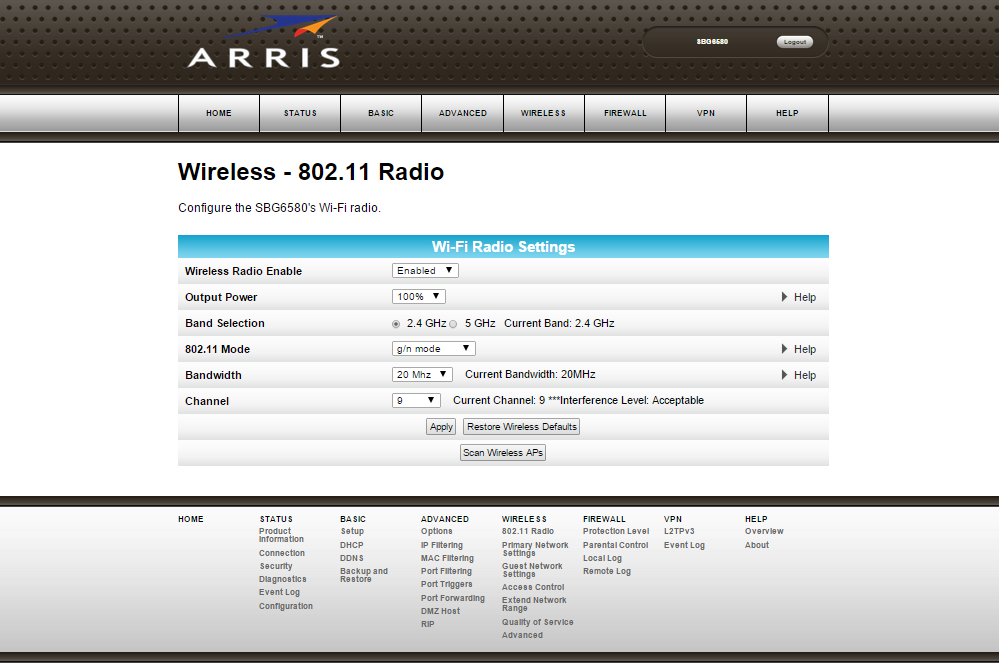 ARRIS
TM
SBG6580
Logout
HOME STATUS BASIC ADVANCED WIRELESS FIREWALL VPN HELP
Wireless - 802.11 Radio
Configure the SBG6580's Wi-Fi radio.
Wi-Fi Radio Settings
Wireless Radio Enable Enabled
Output Power 100% Help
Band Selection 2.4 GHz 5 GHz Current Band: 2.4 GHz
802.11 Mode g/n mode Help
Bandwidth 20 Mhz Current Bandwidth: 20MHz Help
Channel 9 Current Channel: 9 ***Interference Level: Acceptable
Apply Restore Wireless Defaults
Scan Wireless APs
HOME
STATUS
Product
Information
Connection
Security
Diagnostics
Event Log
Configuration
BASIC
Setup
DHCP
DDNS
Backup and
Restore
ADVANCED
Options
IP Filtering
MAC Filtering
Port Filtering
Port Triggers
Port Forwarding
DMZ Host
RIP
WIRELESS
802.11 Radio
Primary Network
Settings
Guest Network
Settings
Access Control
Extend Network
Range
Quality of Service
Advanced
FIREWALL
Protection Level
Parental Control
Local Log
Remote Log
VPN
L2TPv3
Event Log
HELP
Overview
About